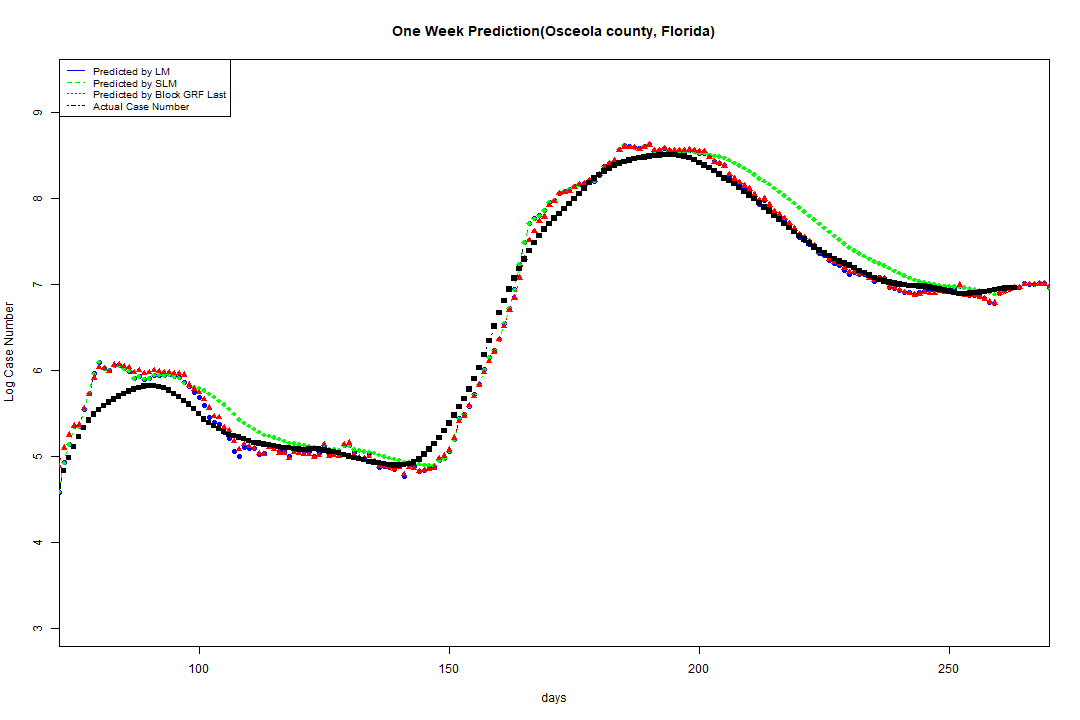 One Week Prediction(Osceola county, Florida)
Predicted by LM
Predicted by SLM
Predicted by Block GRF Last
Actual Case Number
9
8
7
6
5
4
3
Log Case Number
100 150 200 250
days